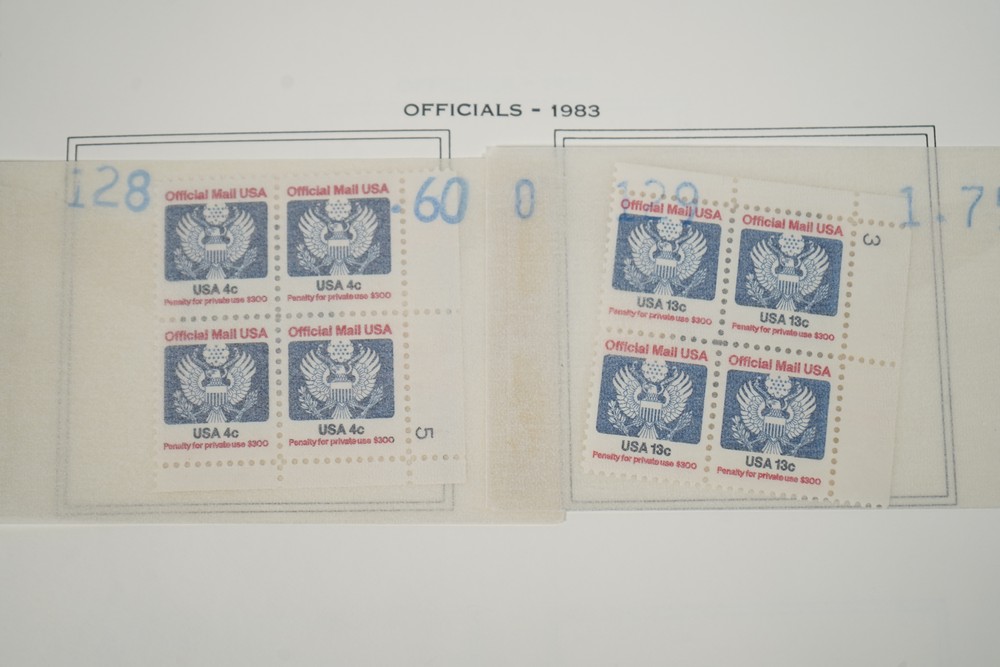 OFFICIALS - 1983
128 .60 0 129 1.75
Official Mail USA Official Mail USA
USA 4c USA 4c
Penalty for private use $300 Penalty for private use $300
Official Mail USA Official Mail USA
USA 4c USA 4c
Penalty for private use $300 Penalty for private use $300
5
Official Mail USA Official Mail USA
3
USA 13c USA 13c
Penalty for private use $300 Penalty for private use $300
Official Mail USA Official Mail USA
USA 13c USA 13c
Penalty for private use $300 Penalty for private use $300